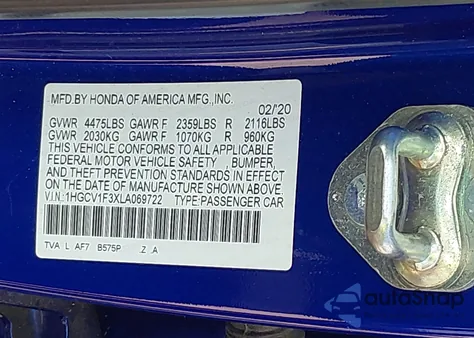 MFD.BY HONDA OF AMERICA MFG.,INC.
02/20
GVWR 4475LBS GAWR F 2359LBS R 2116LBS
GVWR 2030KG GAWR F 1070KG R 960KG
THIS VEHICLE CONFORMS TO ALL APPLICABLE
FEDERAL MOTOR VEHICLE SAFETY , BUMPER,
AND THEFT PREVENTION STANDARDS IN EFFECT
ON THE DATE OF MANUFACTURE SHOWN ABOVE.
V.I.N.:1HGCV1F3XLA069722 TYPE:PASSENGER CAR
TVA L AF7 B575P Z A
autoshop